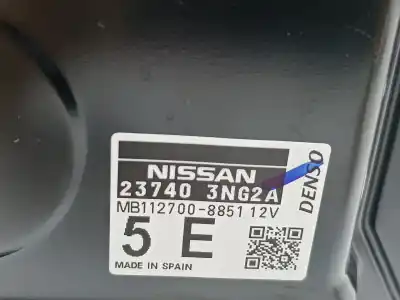 NISSAN
23740 3NG2A
MB112700-8851 12V
5 E
MADE IN SPAIN
DENSO